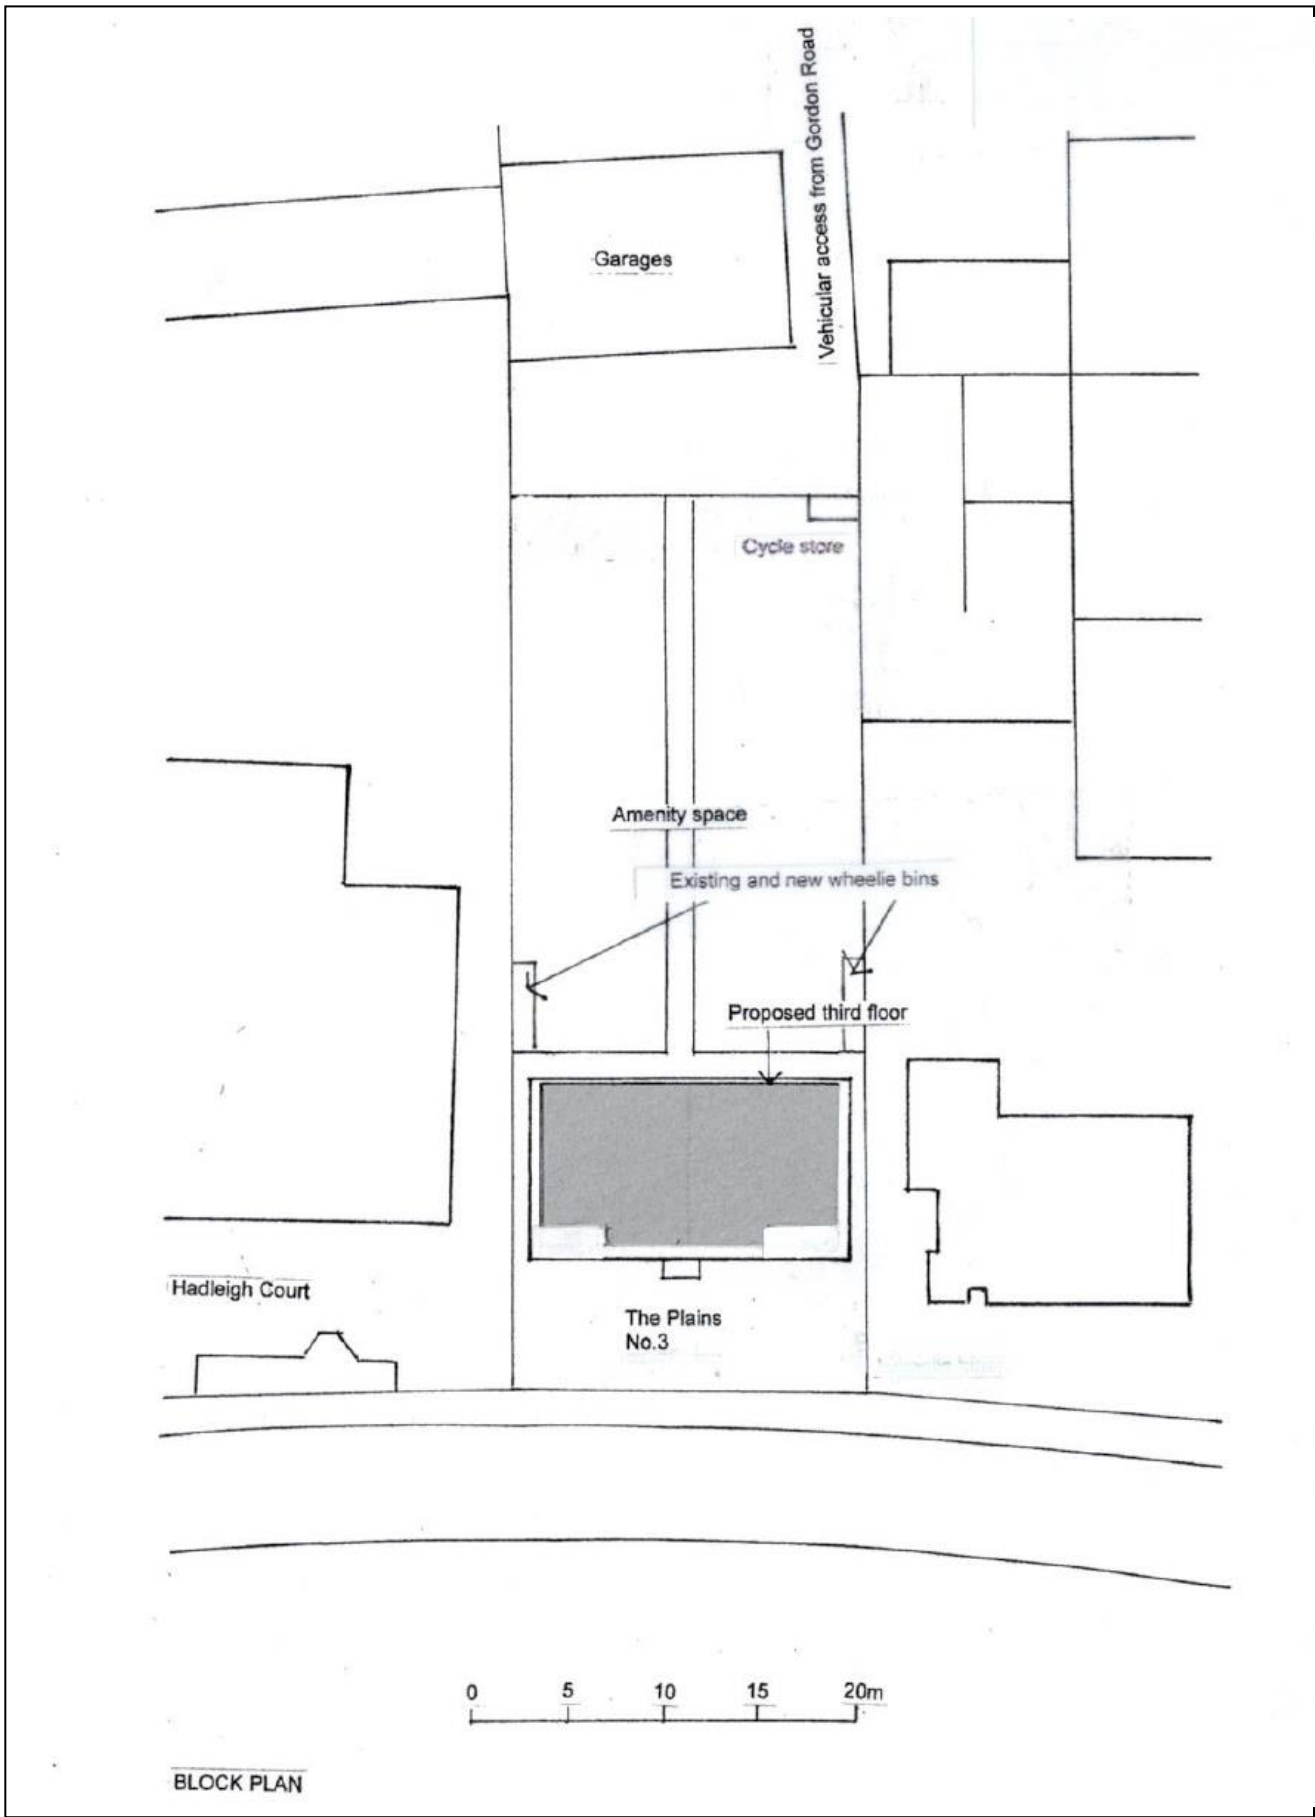 Vehicular access from Gordon Road
Garages
Cycle store
Amenity space
Existing and new wheelie bins
Proposed third floor
Hadleigh Court
The Plains
No.3
0 5 10 15 20m
BLOCK PLAN